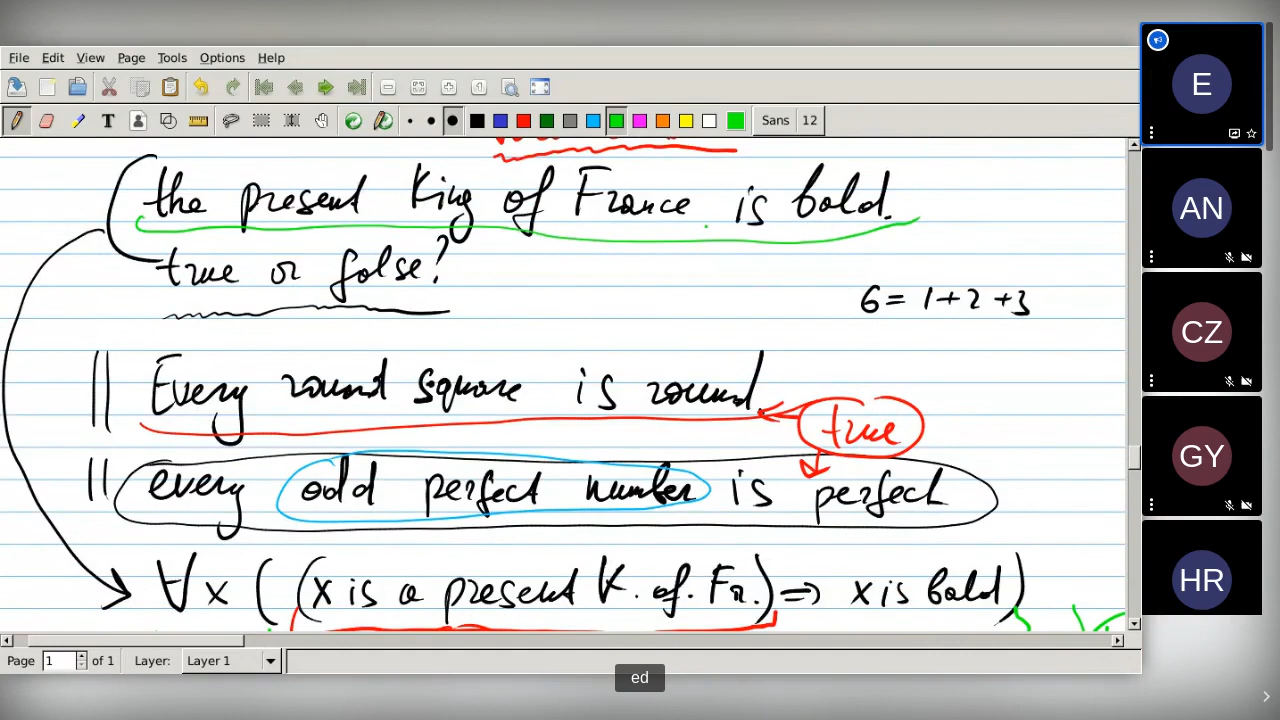 File Edit View Page Tools Options Help
Sans 12
the present King of France is bald.
true or false?
6 = 1+2+3
Every round square is round.
true
every odd perfect number is perfect
∀x ((x is a present K. of. Fr.) ⇒ x is bald)
Page 1 of 1 Layer: Layer 1
ed
E
AN
CZ
GY
HR